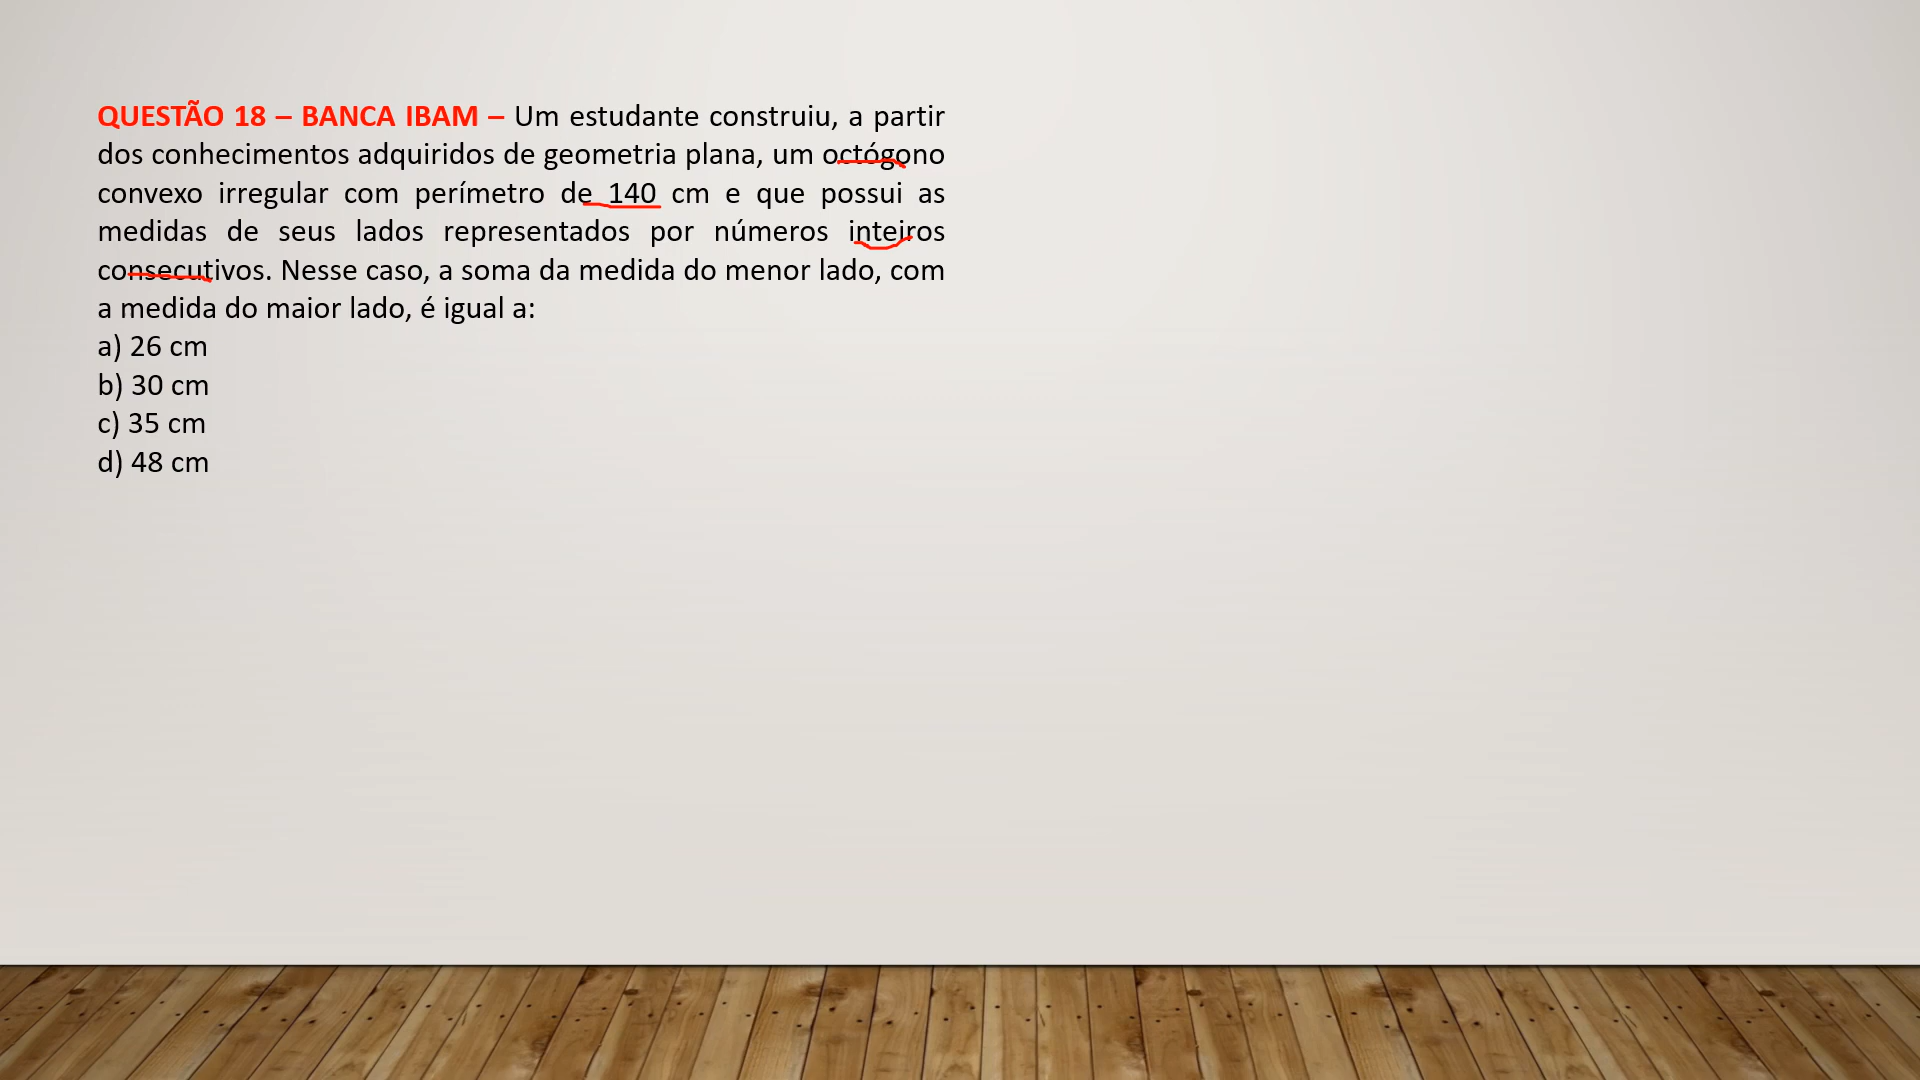 QUESTÃO 18 – BANCA IBAM – Um estudante construiu, a partir
dos conhecimentos adquiridos de geometria plana, um octógono
convexo irregular com perímetro de 140 cm e que possui as
medidas de seus lados representados por números inteiros
consecutivos. Nesse caso, a soma da medida do menor lado, com
a medida do maior lado, é igual a:
a) 26 cm
b) 30 cm
c) 35 cm
d) 48 cm